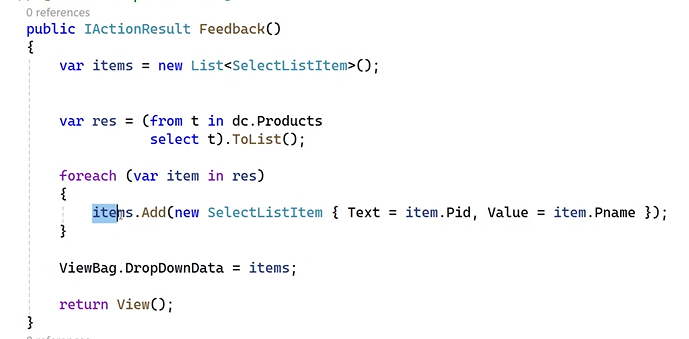 0 references
public IActionResult Feedback()
{
var items = new List<SelectListItem>();
var res = (from t in dc.Products
select t).ToList();
foreach (var item in res)
{
items.Add(new SelectListItem { Text = item.Pid, Value = item.Pname });
}
ViewBag.DropDownData = items;
return View();
}